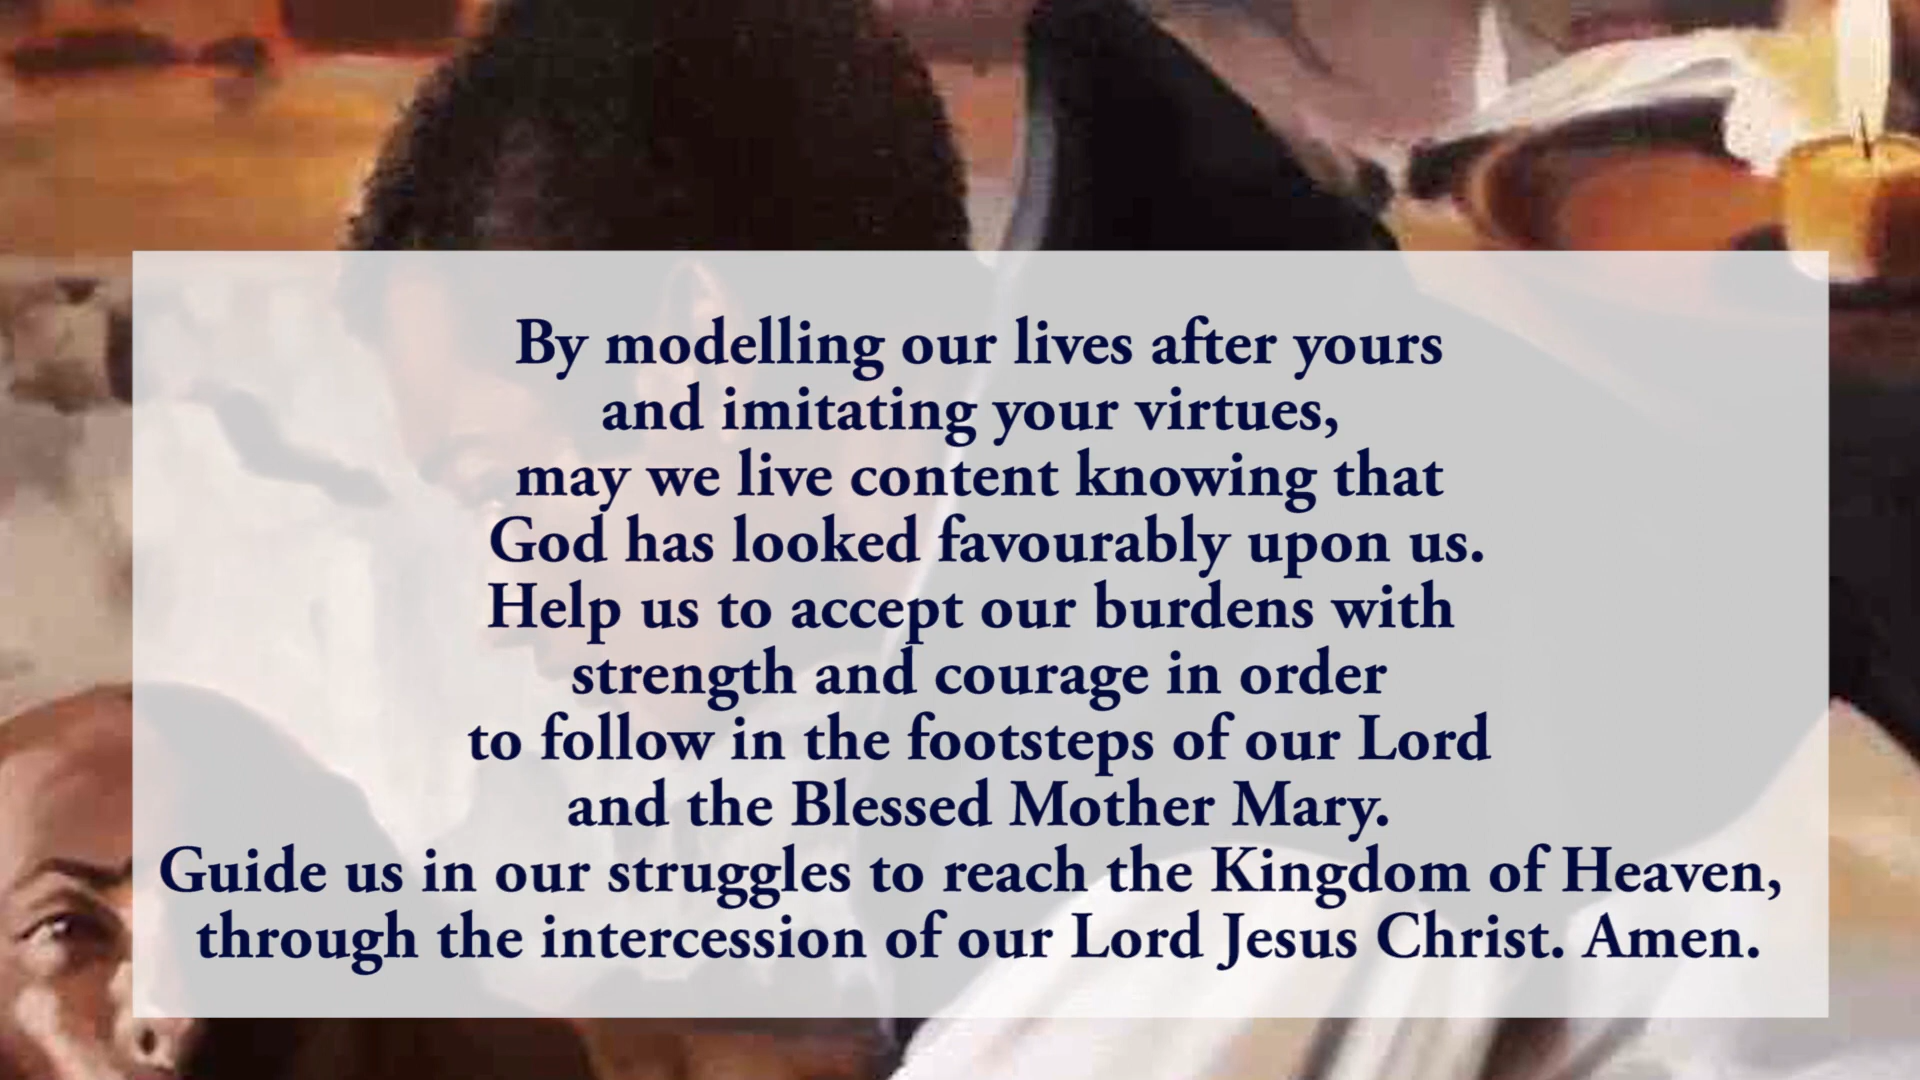 By modelling our lives after yours
and imitating your virtues,
may we live content knowing that
God has looked favourably upon us.
Help us to accept our burdens with
strength and courage in order
to follow in the footsteps of our Lord
and the Blessed Mother Mary.
Guide us in our struggles to reach the Kingdom of Heaven,
through the intercession of our Lord Jesus Christ. Amen.